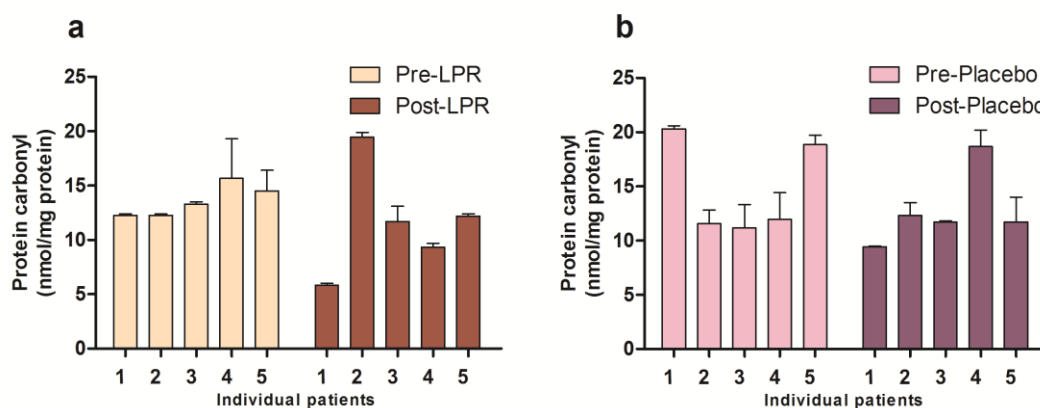 a
Pre-LPR
Post-LPR
Protein carbonyl
(nmol/mg protein)
25
20
15
10
5
0
1 2 3 4 5 1 2 3 4 5
Individual patients
b
Pre-Placebo
Post-Placebo
Protein carbonyl
(nmol/mg protein)
25
20
15
10
5
0
1 2 3 4 5 1 2 3 4 5
Individual patients